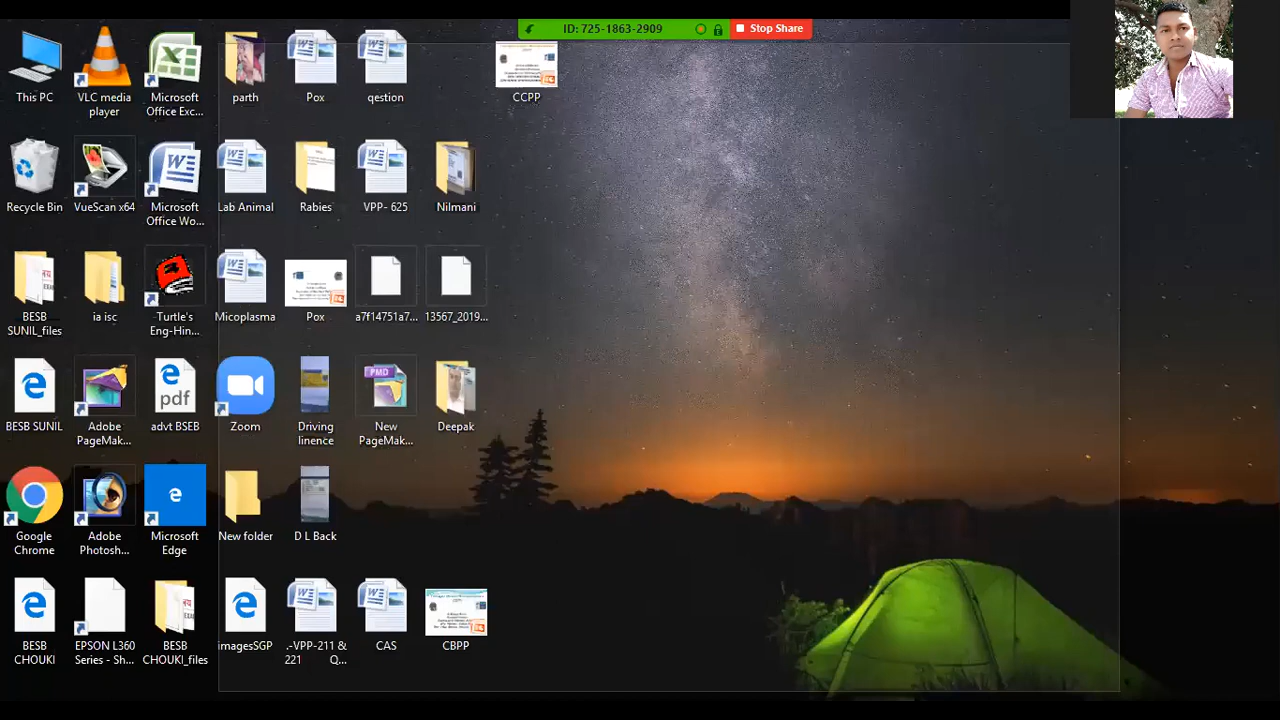 ID: 725-1863-2909
Stop Share
This PC
VLC media
player
Microsoft
Office Exc...
parth
Pox
qestion
CCPP
Recycle Bin
VueScan x64
Microsoft
Office Wo...
Lab Animal
Rabies
VPP- 625
Nilmani
BESB
SUNIL_files
ia isc
Turtle's
Eng-Hin...
Micoplasma
Pox
a7f14751a7...
13567_2019...
BESB SUNIL
Adobe
PageMak...
pdf
advt BSEB
Zoom
Driving
linence
PMD
New
PageMak...
Deepak
Google
Chrome
Adobe
Photosh...
Microsoft
Edge
New folder
D L Back
BESB
CHOUKI
EPSON L360
Series - Sh...
BESB
CHOUKI_files
imagesSGP
.-VPP-211 &
221 Q...
CAS
CBPP